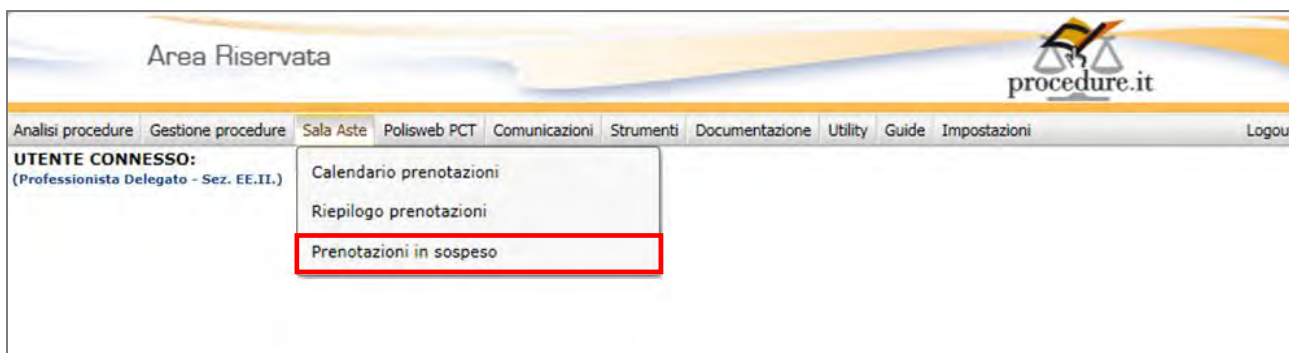 Area Riservata
procedure.it
Analisi procedure Gestione procedure Sala Aste Polisweb PCT Comunicazioni Strumenti Documentazione Utility Guide Impostazioni Logou
UTENTE CONNESSO:
(Professionista Delegato - Sez. EE.II.)
Calendario prenotazioni
Riepilogo prenotazioni
Prenotazioni in sospeso